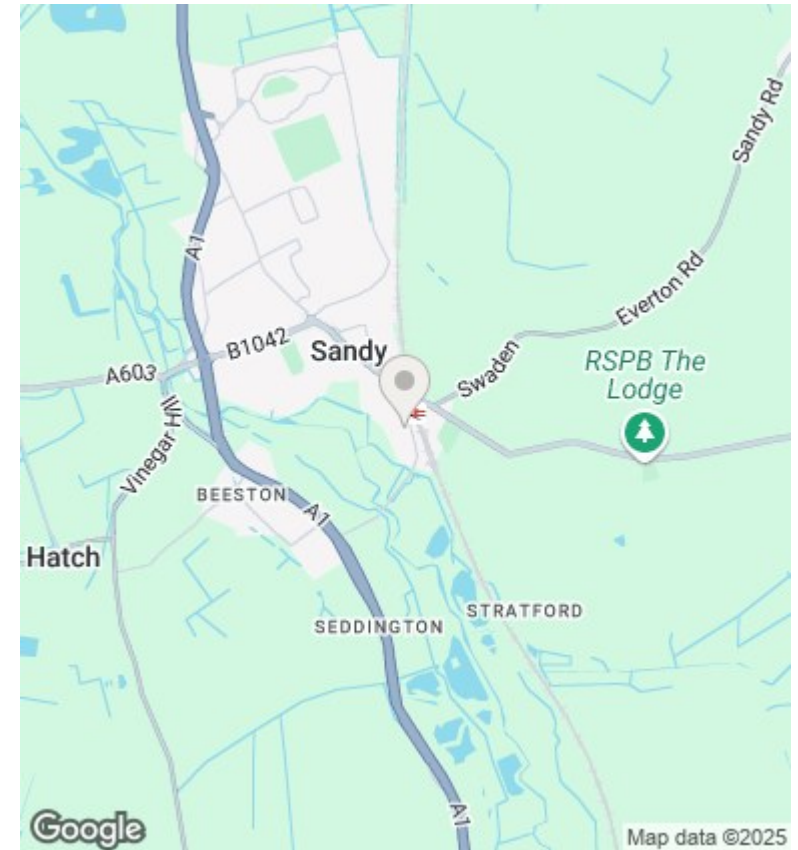 Sandy Rd
A1
Everton Rd
B1042
Sandy
A603
Swaden
RSPB The
Lodge
Vinegar Hill
BEESTON
A1
Hatch
STRATFORD
SEDDINGTON
A1
Google
Map data ©2025